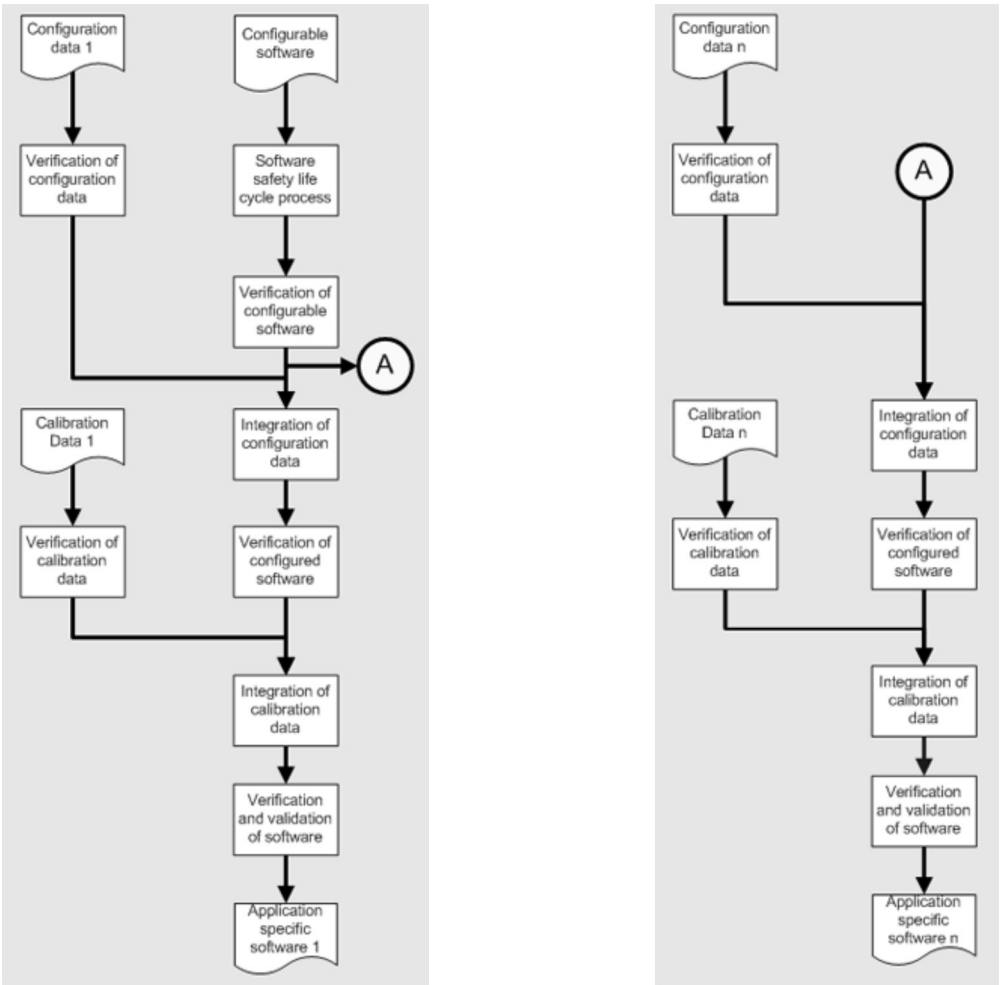 Configuration
data 1
Configurable
software
Verification of
configuration
data
Software
safety life
cycle process
Verification of
configurable
software
A
Calibration
Data 1
Integration of
configuration
data
Verification of
calibration
data
Verification of
configured
software
Integration of
calibration
data
Verification
and validation
of software
Application
specific
software 1
Configuration
data n
Verification of
configuration
data
A
Calibration
Data n
Integration of
configuration
data
Verification of
calibration
data
Verification of
configured
software
Integration of
calibration
data
Verification
and validation
of software
Application
specific
software n